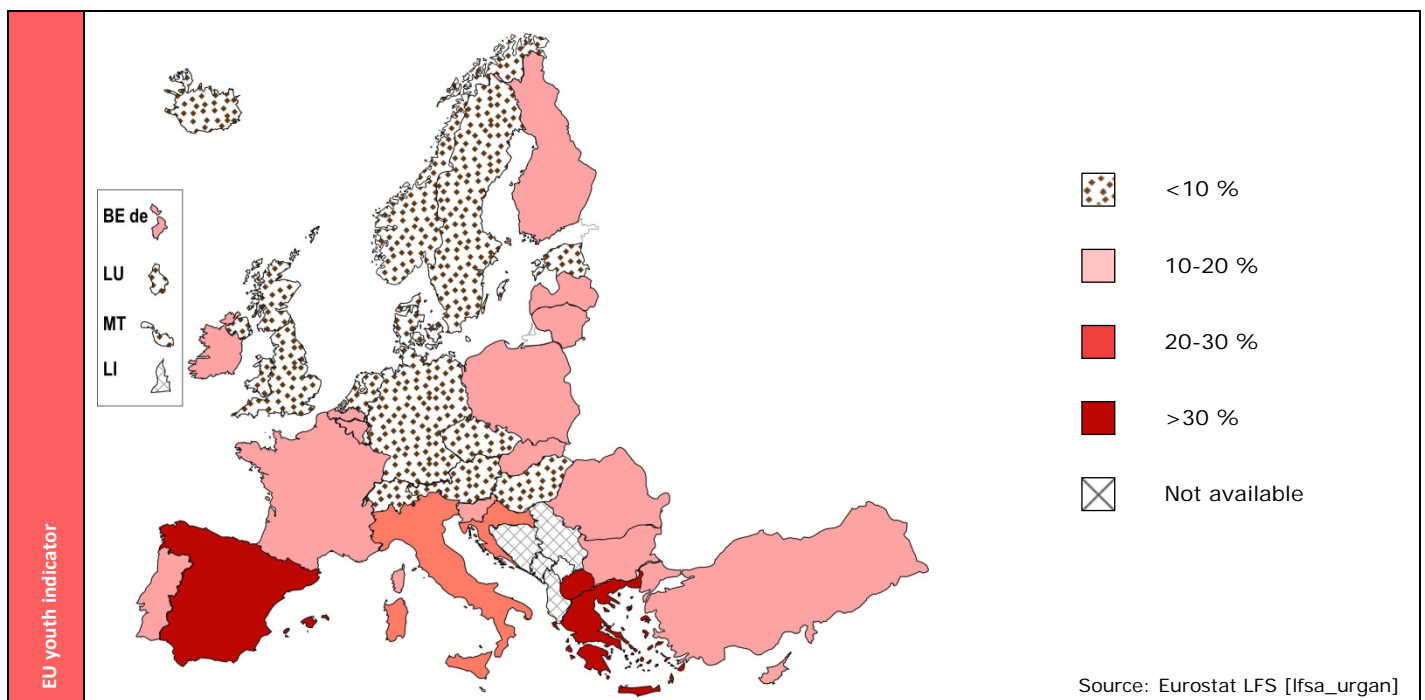 EU youth indicator
BE de
LU
MT
LI
<10 %
10-20 %
20-30 %
>30 %
Not available
Source: Eurostat LFS [lfsa_urgan]